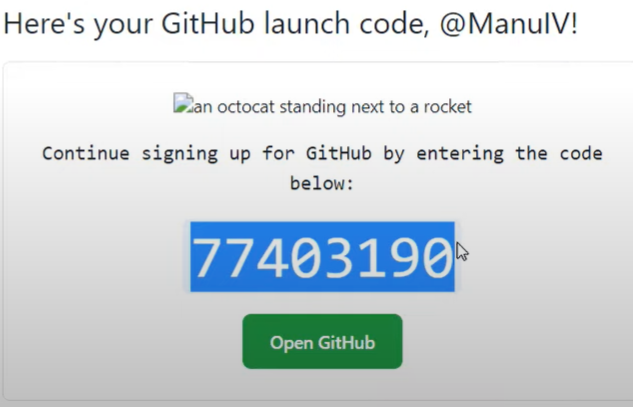 Here's your GitHub launch code, @ManuIV!
an octocat standing next to a rocket
Continue signing up for GitHub by entering the code
below:
77403190
Open GitHub